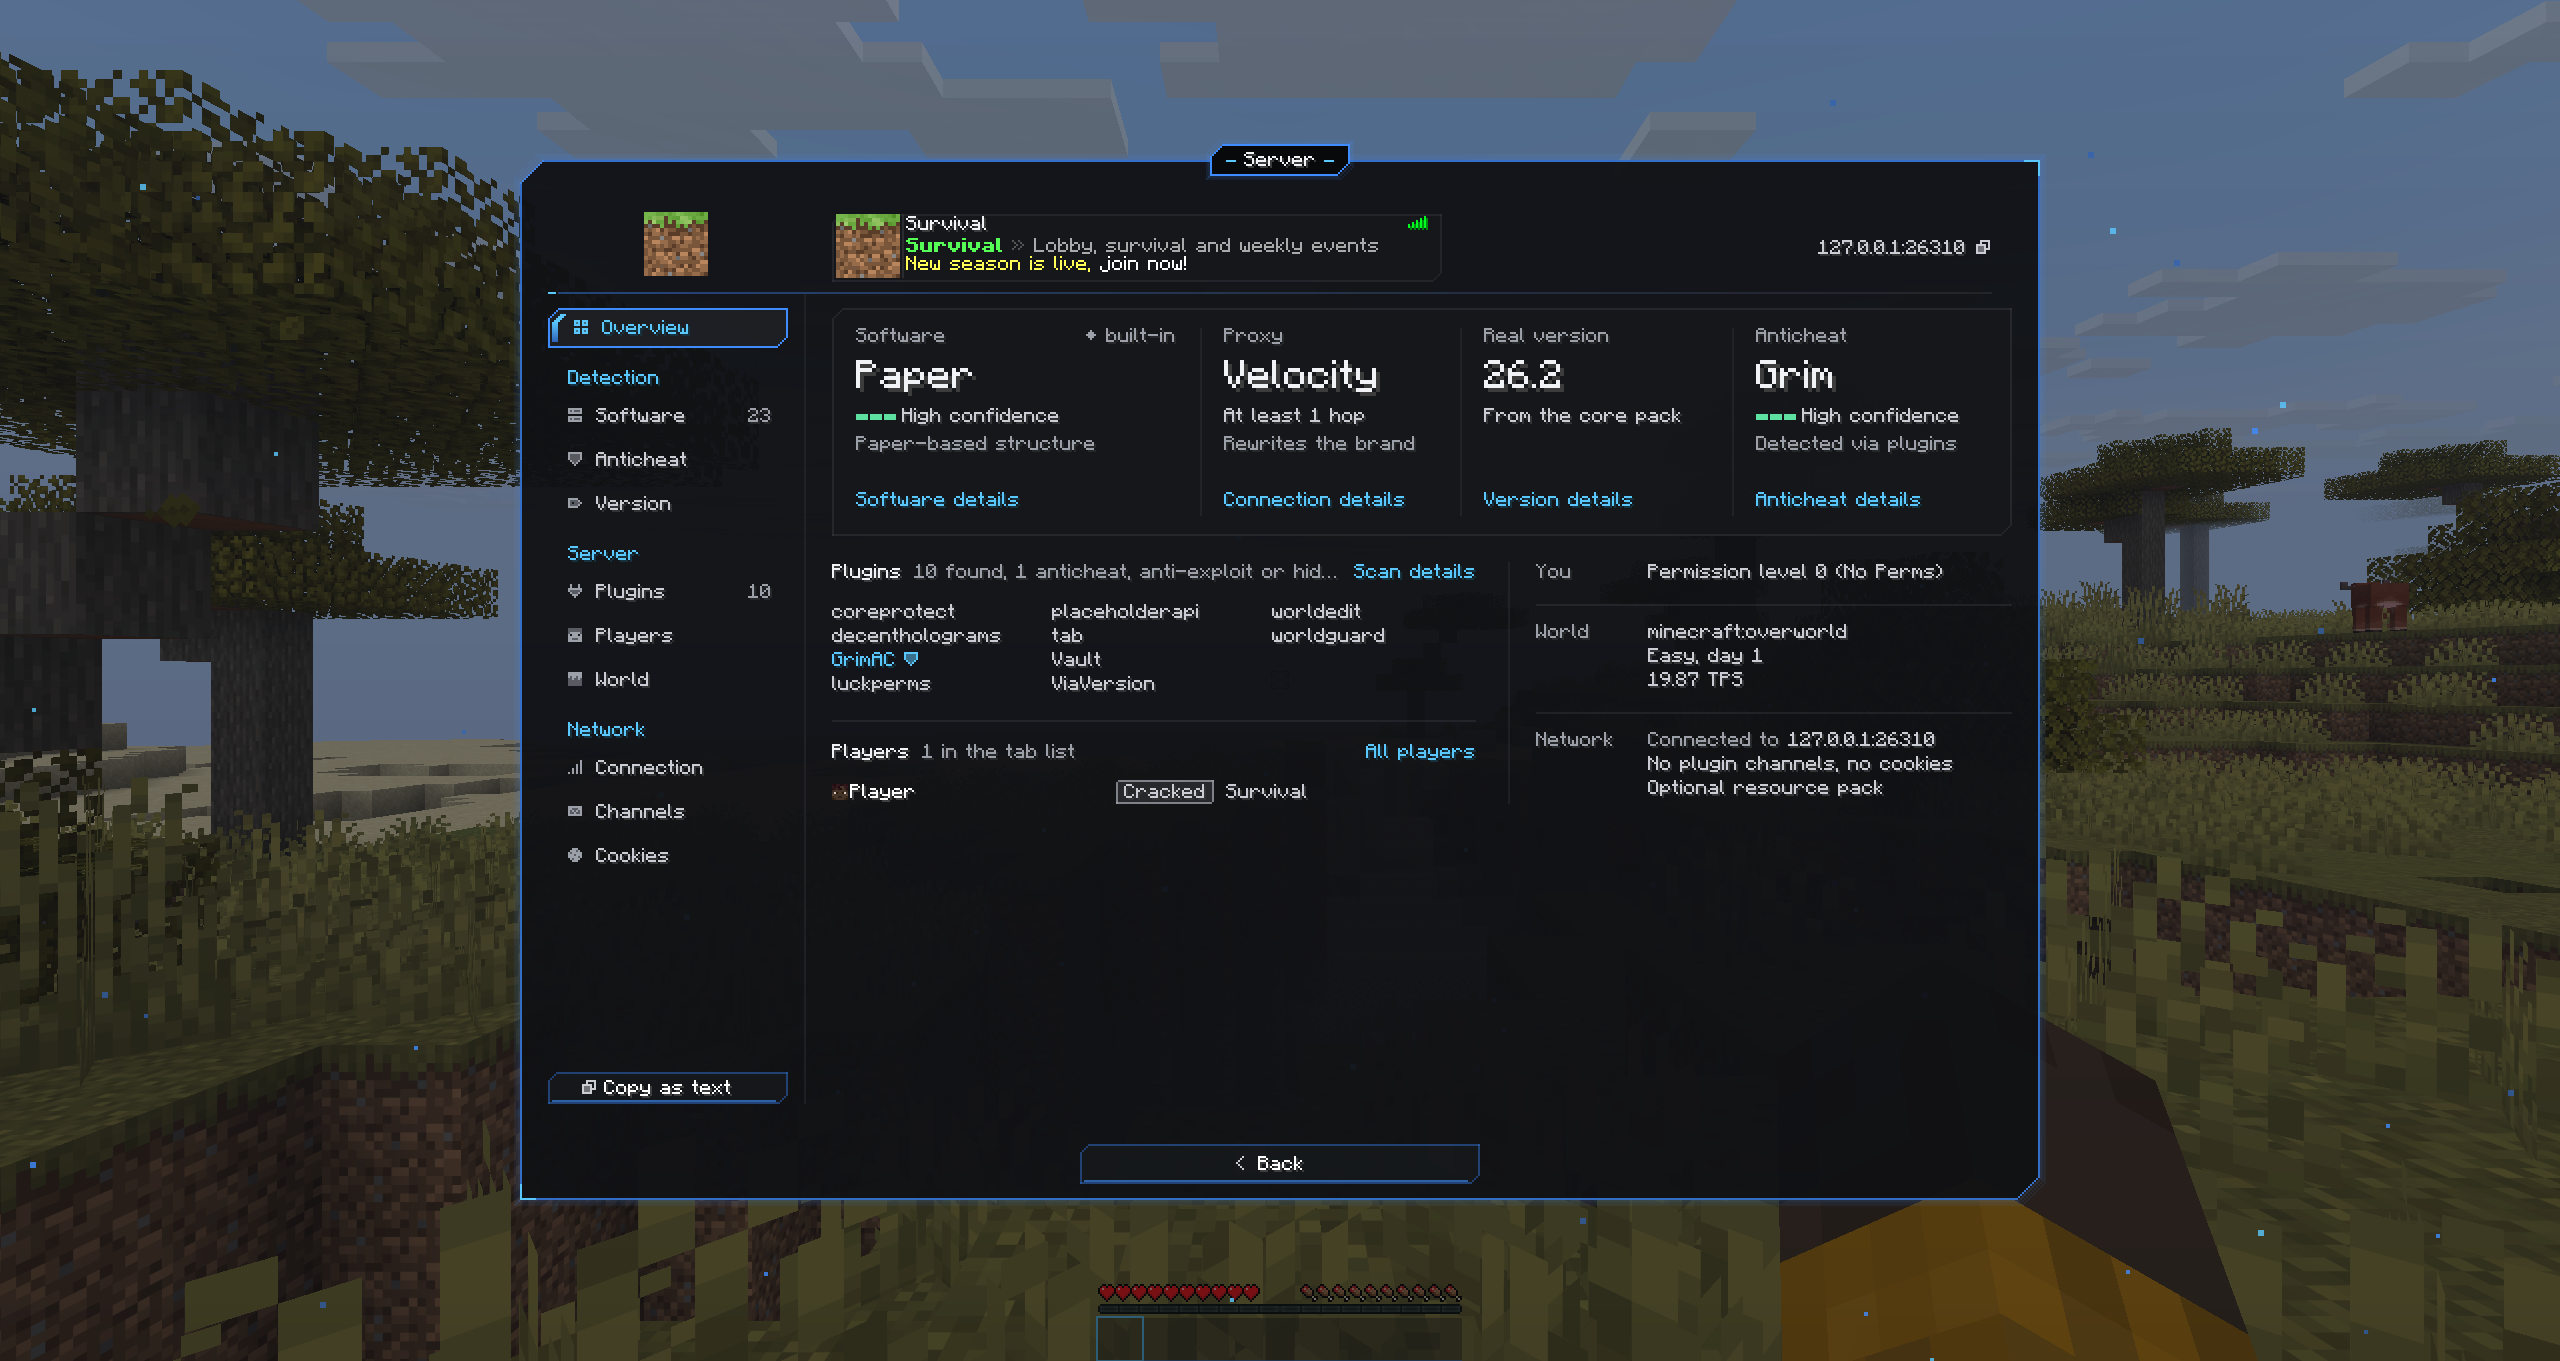 – Server –
Survival
Survival » Lobby, survival and weekly events
New season is live, join now!
127.0.0.1:26310
Overview
Detection
Software 23
Anticheat
Version
Server
Plugins 10
Players
World
Network
Connection
Channels
Cookies
Copy as text
Software ◆ built-in
Paper
High confidence
Paper-based structure
Software details
Proxy
Velocity
At least 1 hop
Rewrites the brand
Connection details
Real version
26.2
From the core pack
Version details
Anticheat
Grim
High confidence
Detected via plugins
Anticheat details
Plugins 10 found, 1 anticheat, anti-exploit or hid... Scan details
coreprotect placeholderapi worldedit
decentholograms tab worldguard
GrimAC Vault
luckperms ViaVersion
Players 1 in the tab list All players
Player Cracked Survival
You Permission level 0 (No Perms)
World minecraft:overworld
Easy, day 1
19.87 TPS
Network Connected to 127.0.0.1:26310
No plugin channels, no cookies
Optional resource pack
< Back